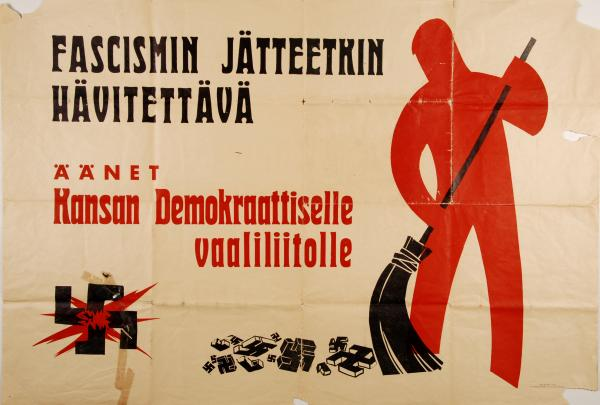 FASCISMIN JÄTTEETKIN
HÄVITETTÄVÄ
ÄÄNET
Kansan Demokraattiselle
vaaliliitolle